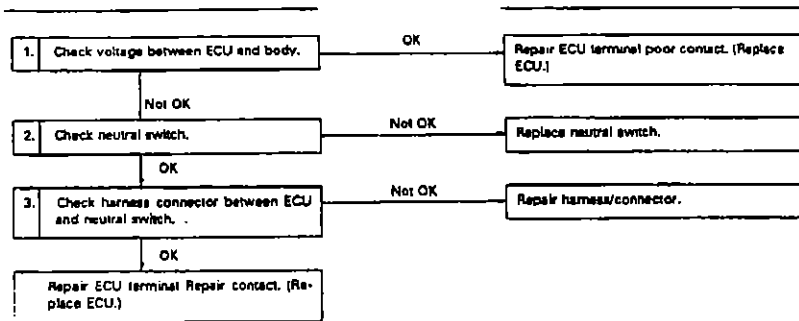 1. Check voltage between ECU and body.
OK
Repair ECU terminal poor contact. (Replace
ECU.)
Not OK
2. Check neutral switch.
Not OK
Replace neutral switch.
OK
3. Check harness connector between ECU
and neutral switch. .
Not OK
Repair harness/connector.
OK
Repair ECU terminal Repair contact. (Re-
place ECU.)